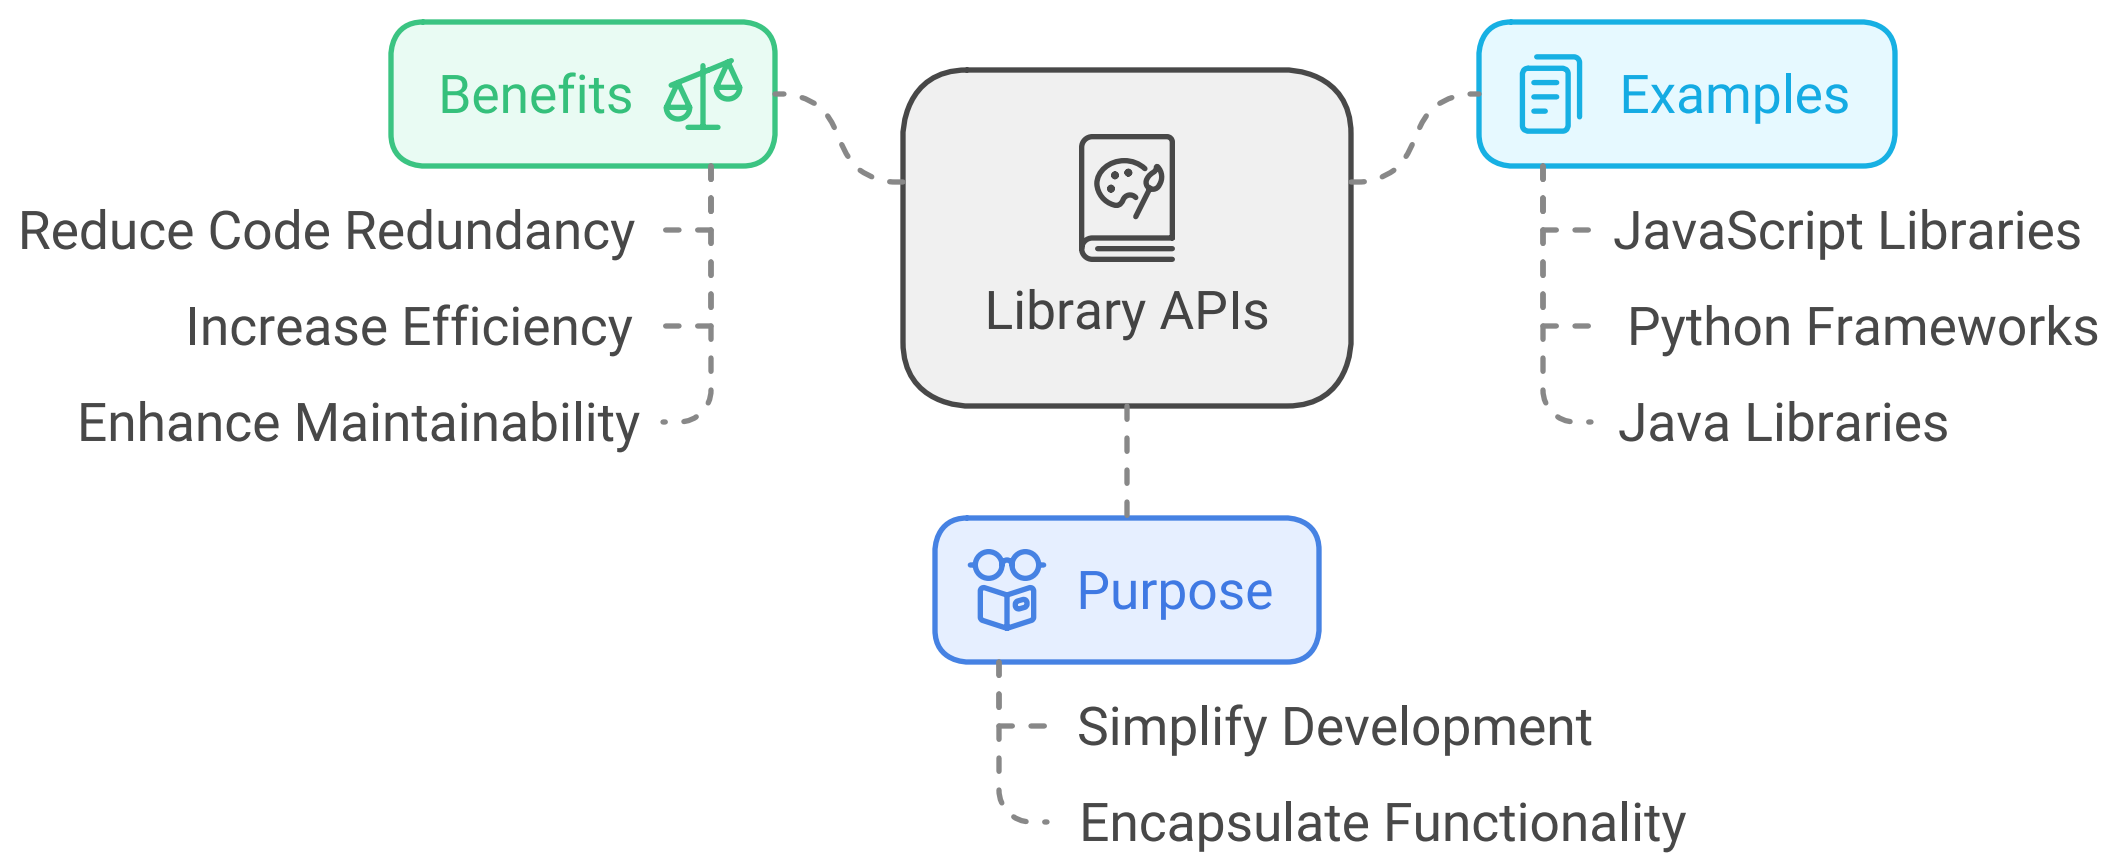 Benefits
Reduce Code Redundancy
Increase Efficiency
Enhance Maintainability
Library APIs
Examples
JavaScript Libraries
Python Frameworks
Java Libraries
Purpose
Simplify Development
Encapsulate Functionality